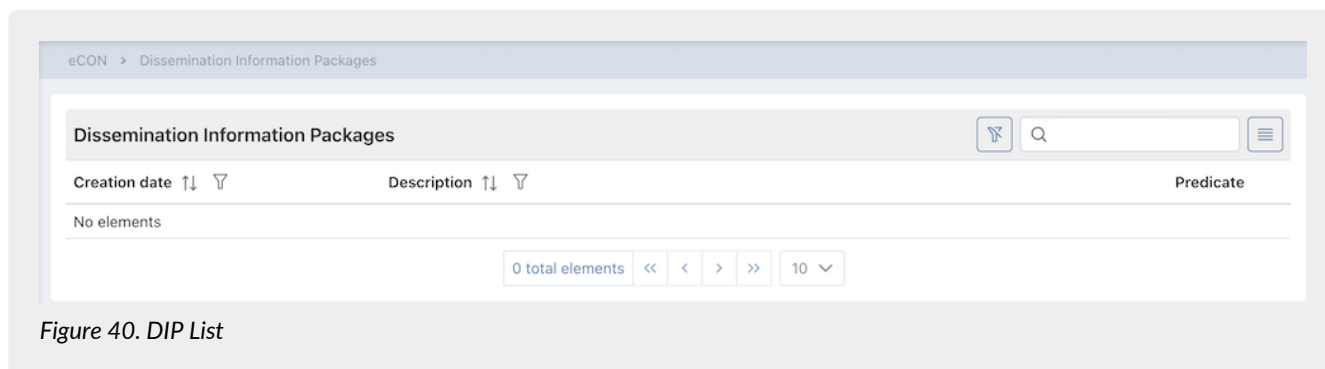 eCON > Dissemination Information Packages
Dissemination Information Packages
Creation date Description Predicate
No elements
0 total elements << < > >> 10
Figure 40. DIP List